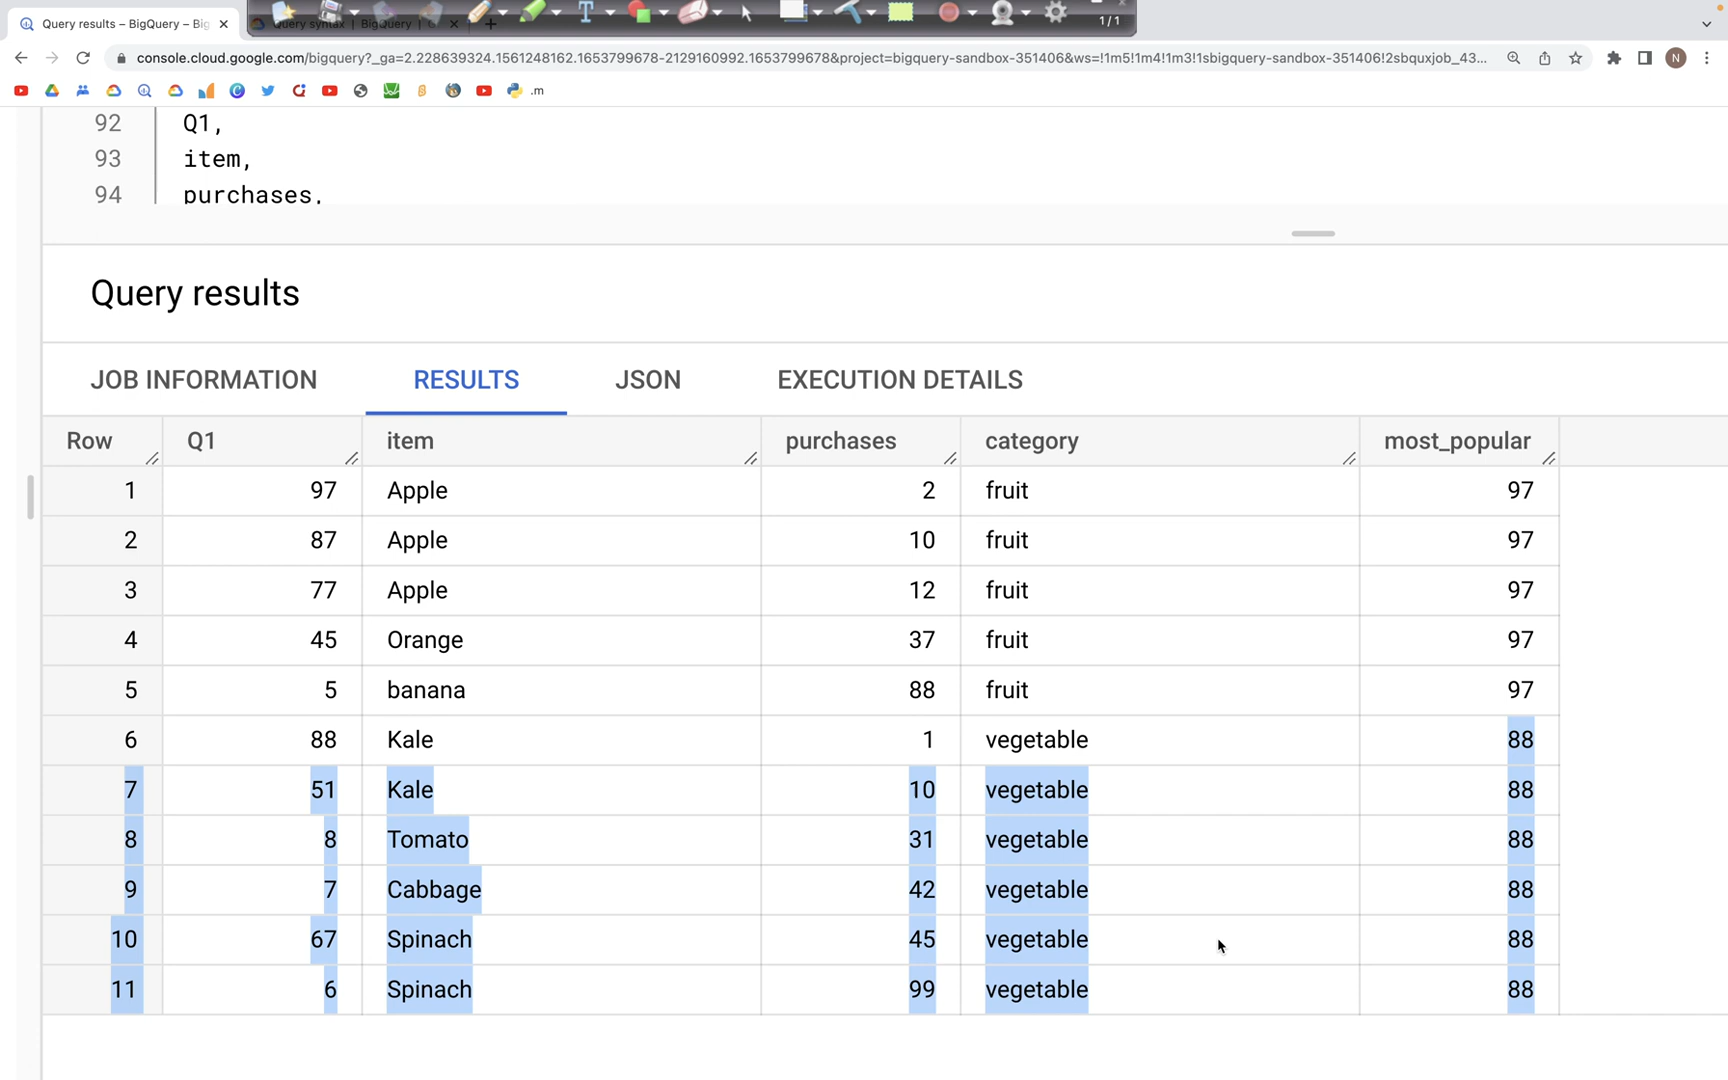 Query results – BigQuery – Big
Query syntax | BigQuery | G
1/1
console.cloud.google.com/bigquery?_ga=2.228639324.1561248162.1653799678-2129160992.1653799678&project=bigquery-sandbox-351406&ws=!1m5!1m4!1m3!1sbigquery-sandbox-351406!2sbquxjob_43...
N
.m
92 Q1,
93 item,
94 purchases,
Query results
JOB INFORMATION RESULTS JSON EXECUTION DETAILS
Row Q1 item purchases category most_popular
1 97 Apple 2 fruit 97
2 87 Apple 10 fruit 97
3 77 Apple 12 fruit 97
4 45 Orange 37 fruit 97
5 5 banana 88 fruit 97
6 88 Kale 1 vegetable 88
7 51 Kale 10 vegetable 88
8 8 Tomato 31 vegetable 88
9 7 Cabbage 42 vegetable 88
10 67 Spinach 45 vegetable 88
11 6 Spinach 99 vegetable 88